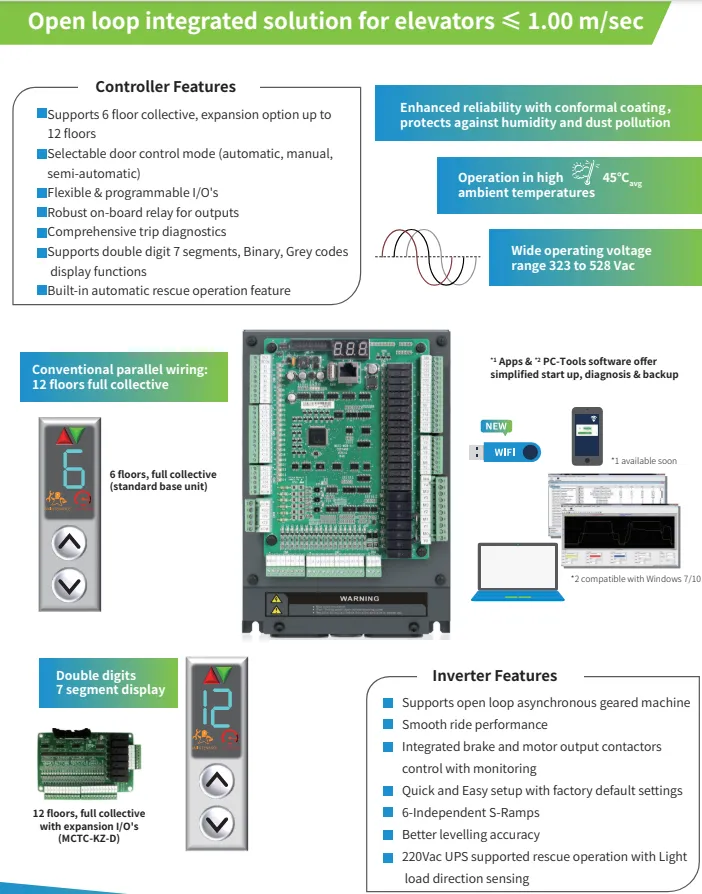 Open loop integrated solution for elevators ⩽ 1.00 m/sec
Controller Features
Supports 6 floor collective, expansion option up to
12 floors
Selectable door control mode (automatic, manual,
semi-automatic)
Flexible & programmable I/O's
Robust on-board relay for outputs
Comprehensive trip diagnostics
Supports double digit 7 segments, Binary, Grey codes
display functions
Built-in automatic rescue operation feature
Enhanced reliability with conformal coating,
protects against humidity and dust pollution
Operation in high 45°Cavg
ambient temperatures
Wide operating voltage
range 323 to 528 Vac
Conventional parallel wiring:
12 floors full collective
6
6 floors, full collective
(standard base unit)
888
WARNING
*1 Apps & *2 PC-Tools software offer
simplified start up, diagnosis & backup
NEW
WIFI
*1 available soon
*2 compatible with Windows 7/10
Double digits
7 segment display
12
12 floors, full collective
with expansion I/O's
(MCTC-KZ-D)
Inverter Features
Supports open loop asynchronous geared machine
Smooth ride performance
Integrated brake and motor output contactors
control with monitoring
Quick and Easy setup with factory default settings
6-Independent S-Ramps
Better levelling accuracy
220Vac UPS supported rescue operation with Light
load direction sensing